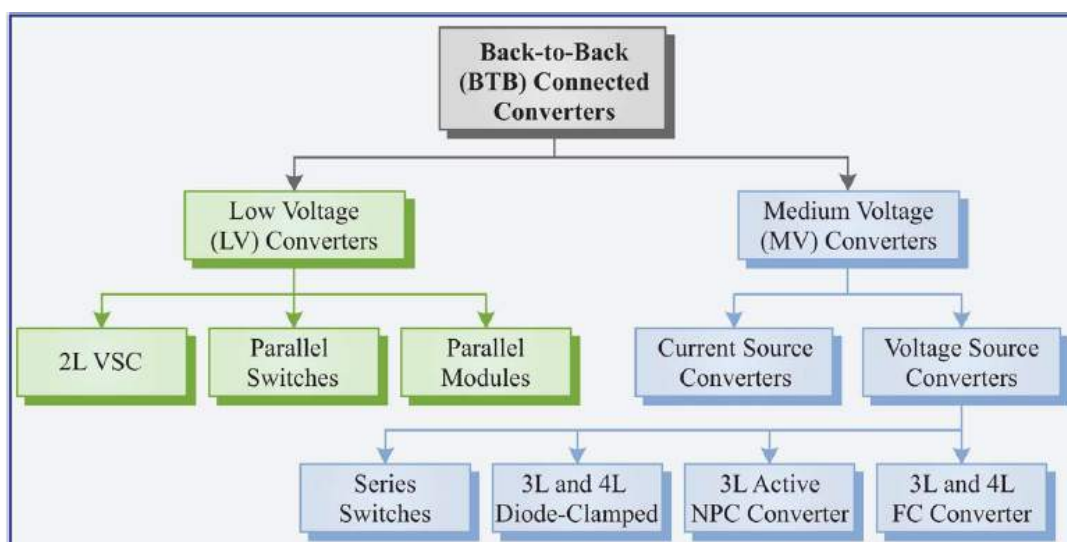 Back-to-Back
(BTB) Connected
Converters
Low Voltage
(LV) Converters
Medium Voltage
(MV) Converters
2L VSC
Parallel
Switches
Parallel
Modules
Current Source
Converters
Voltage Source
Converters
Series
Switches
3L and 4L
Diode-Clamped
3L Active
NPC Converter
3L and 4L
FC Converter